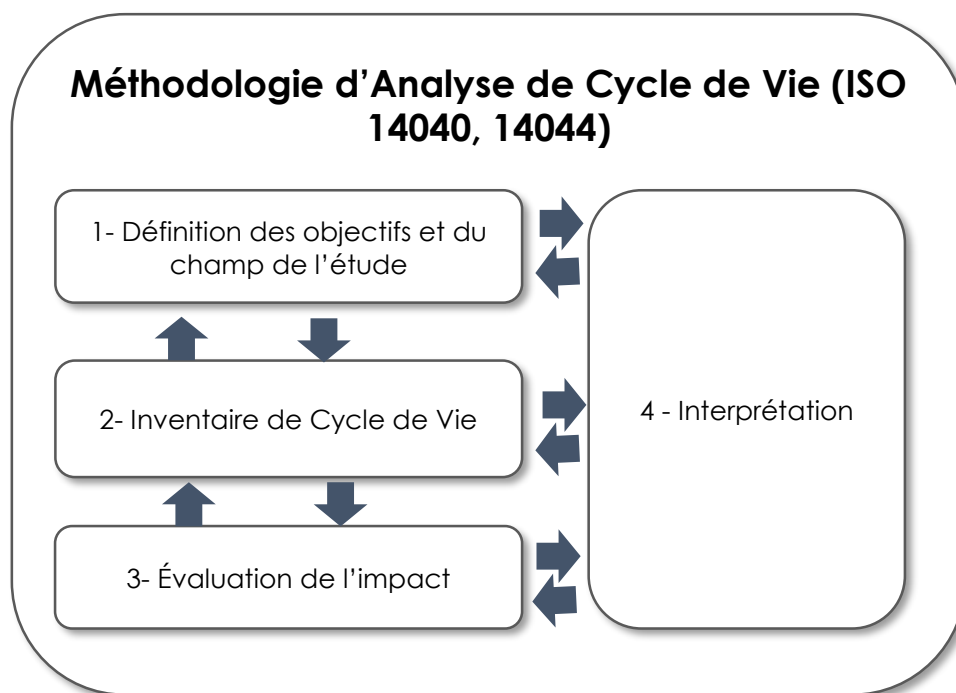 Méthodologie d’Analyse de Cycle de Vie (ISO
14040, 14044)
1- Définition des objectifs et du
champ de l’étude
2- Inventaire de Cycle de Vie
3- Évaluation de l’impact
4 - Interprétation